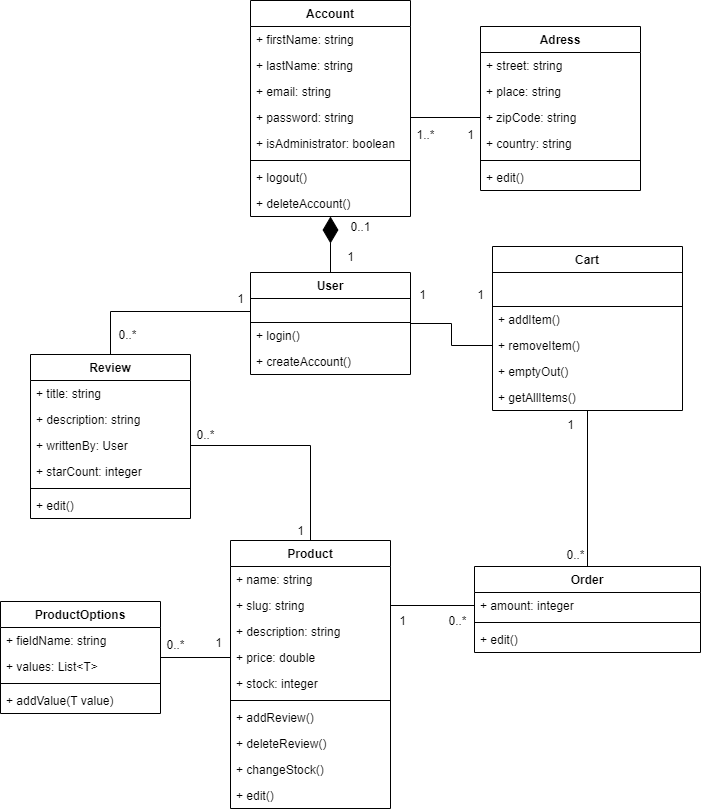 Account
+ firstName: string
+ lastName: string
+ email: string
+ password: string
+ isAdministrator: boolean
+ logout()
+ deleteAccount()
Adress
+ street: string
+ place: string
+ zipCode: string
+ country: string
+ edit()
1..*
1
0..1
1
User
+ login()
+ createAccount()
1
1
1
0..*
Cart
+ addItem()
+ removeItem()
+ emptyOut()
+ getAllItems()
Review
+ title: string
+ description: string
+ writtenBy: User
+ starCount: integer
+ edit()
0..*
1
1
0..*
Product
+ name: string
+ slug: string
+ description: string
+ price: double
+ stock: integer
+ addReview()
+ deleteReview()
+ changeStock()
+ edit()
1
0..*
Order
+ amount: integer
+ edit()
ProductOptions
+ fieldName: string
+ values: List<T>
+ addValue(T value)
0..*
1